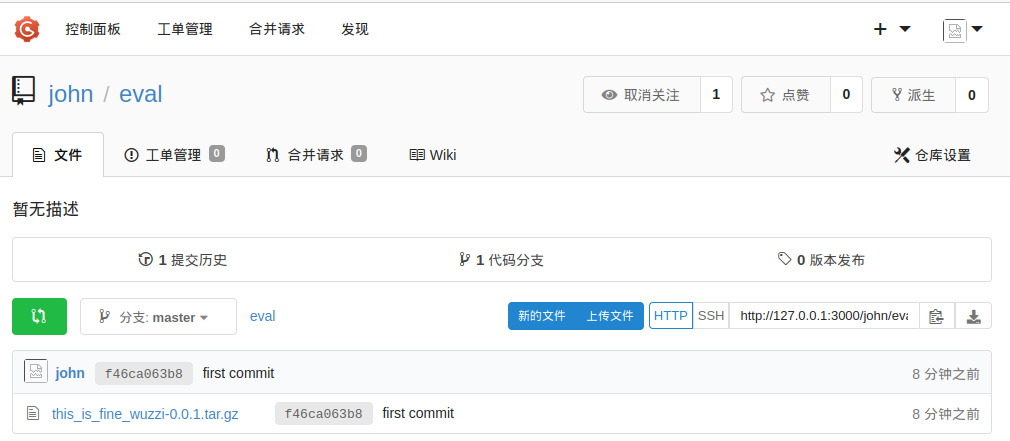 控制面板 工单管理 合并请求 发现
john / eval 取消关注 1 点赞 0 派生 0
文件 工单管理 0 合并请求 0 Wiki 仓库设置
暂无描述
1 提交历史 1 代码分支 0 版本发布
分支: master eval 新的文件 上传文件 HTTP SSH http://127.0.0.1:3000/john/eva
john f46ca063b8 first commit 8 分钟之前
this_is_fine_wuzzi-0.0.1.tar.gz f46ca063b8 first commit 8 分钟之前